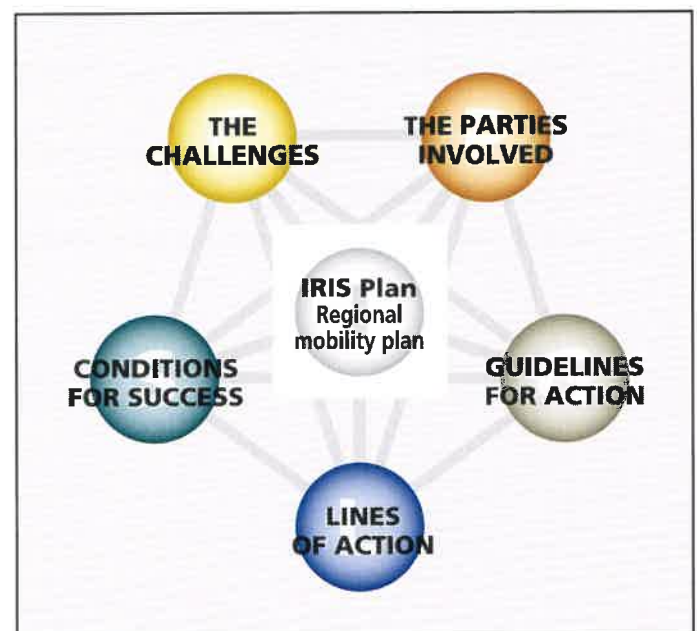 THE
CHALLENGES
THE PARTIES
INVOLVED
IRIS Plan
Regional
mobility plan
CONDITIONS
FOR SUCCESS
GUIDELINES
FOR ACTION
LINES
OF ACTION